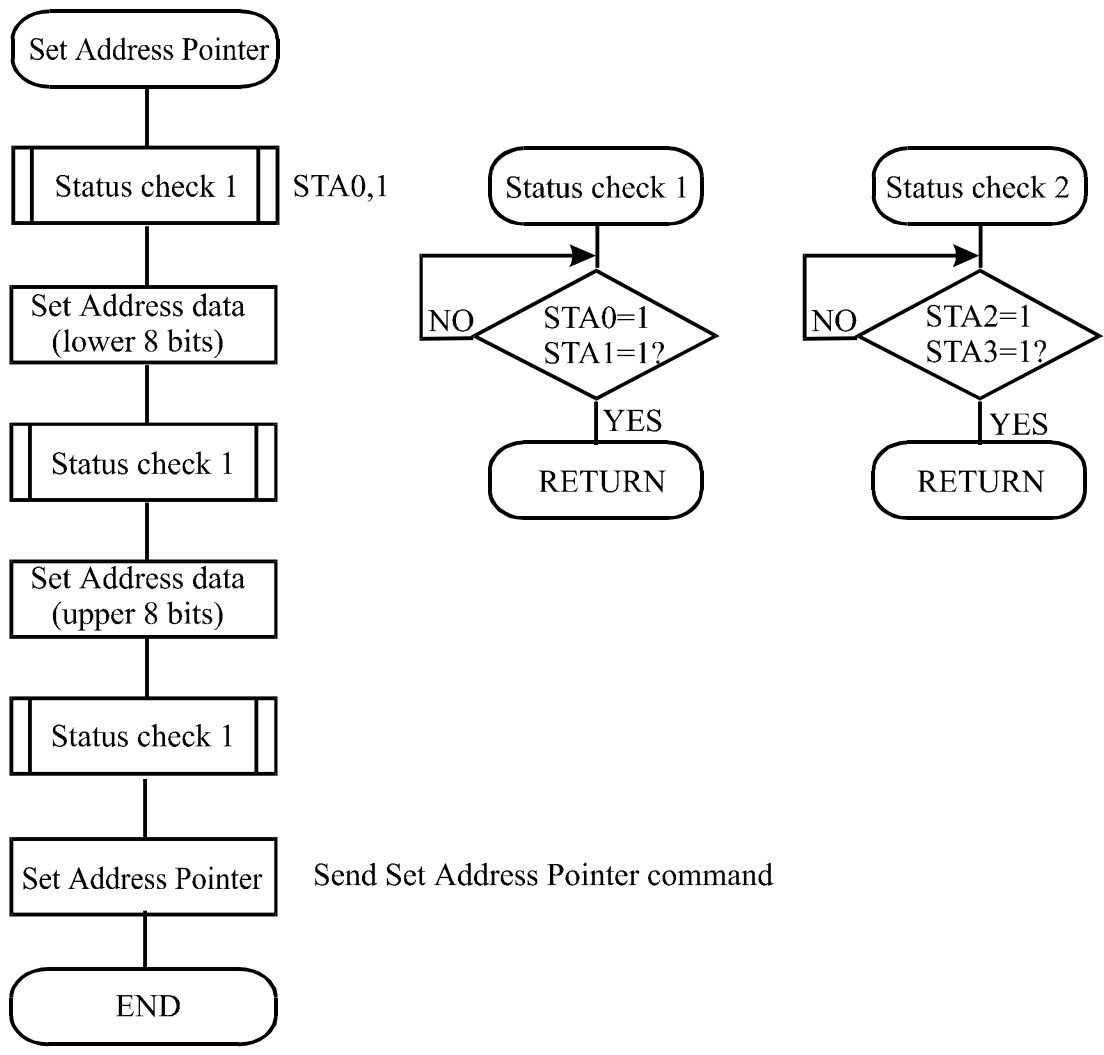 Set Address Pointer
Status check 1
STA0,1
Set Address data
(lower 8 bits)
Status check 1
Set Address data
(upper 8 bits)
Status check 1
Set Address Pointer
Send Set Address Pointer command
END
Status check 1
NO
STA0=1
STA1=1?
YES
RETURN
Status check 2
NO
STA2=1
STA3=1?
YES
RETURN